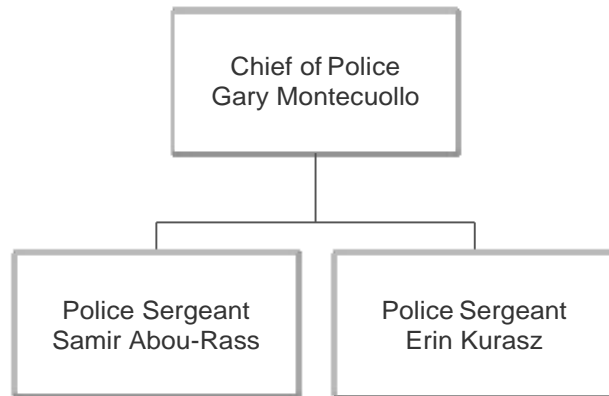 Chief of Police
Gary Montecuollo
Police Sergeant
Samir Abou-Rass
Police Sergeant
Erin Kurasz